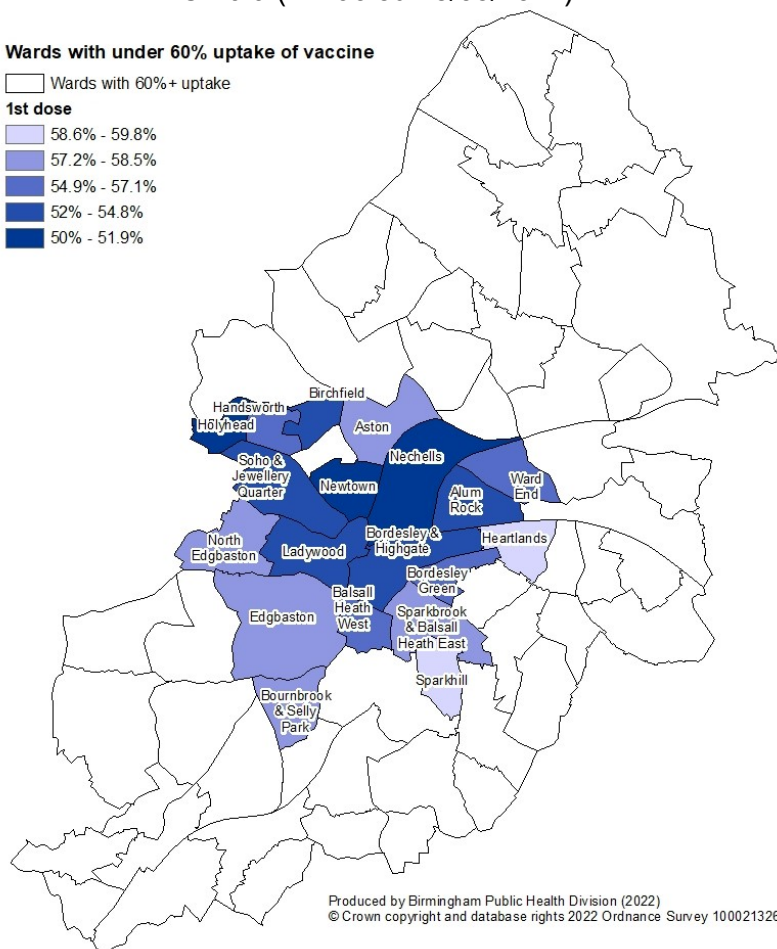 Wards with under 60% uptake of vaccine
Wards with 60%+ uptake
1st dose
58.6% - 59.8%
57.2% - 58.5%
54.9% - 57.1%
52% - 54.8%
50% - 51.9%
Birchfield
Handsworth
Holyhead
Aston
Nechells
Soho &
Jewellery
Quarter
Newtown
Ward
End
Alum
Rock
North
Edgbaston
Ladywood
Bordesley &
Highgate
Heartlands
Bordesley
Green
Balsall
Heath
West
Edgbaston
Sparkbrook
& Balsall
Heath East
Sparkhill
Bournbrook
& Selly
Park
Produced by Birmingham Public Health Division (2022)
© Crown copyright and database rights 2022 Ordnance Survey 100021326